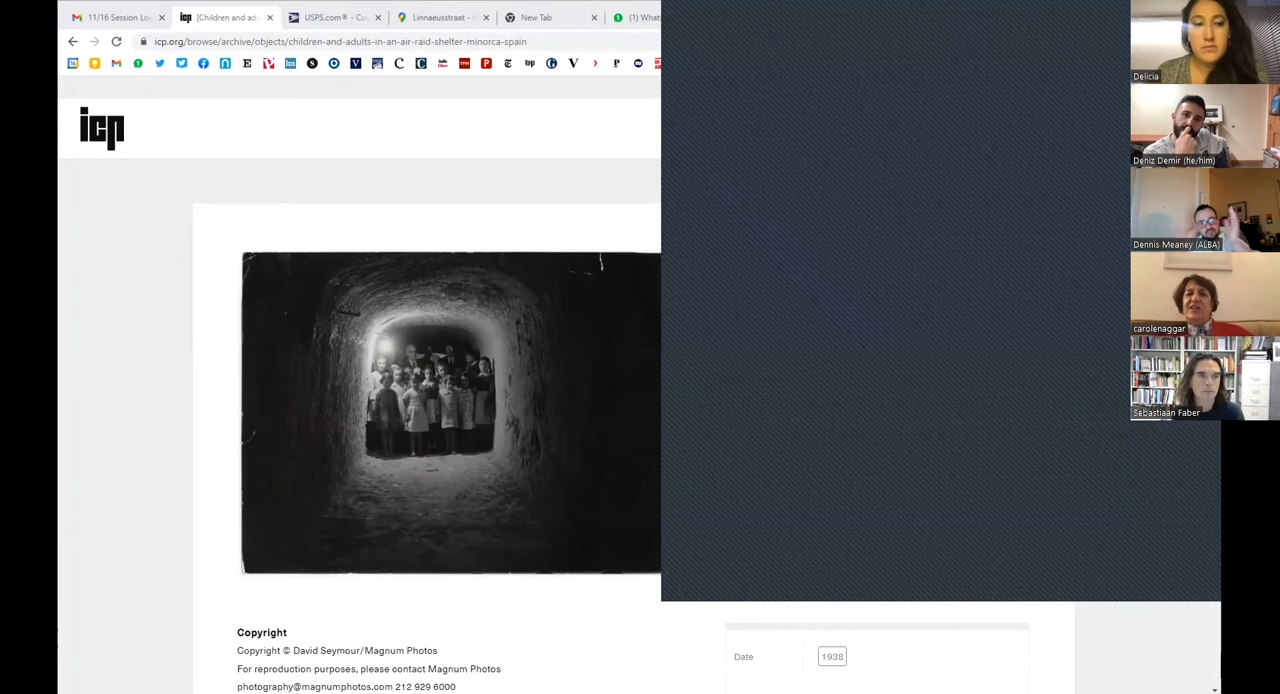 11/16 Session Lo
[Children and adu
USPS.com® - Cus
Linnaeusstraat - G
New Tab
(1) What
icp.org/browse/archive/objects/children-and-adults-in-an-air-raid-shelter-minorca-spain
icp
Copyright
Copyright © David Seymour/Magnum Photos
For reproduction purposes, please contact Magnum Photos
photography@magnumphotos.com 212 929 6000
Date
1938
Delicia
Deniz Demir (he/him)
Dennis Meaney (ALBA)
carolenaggar
Sebastiaan Faber